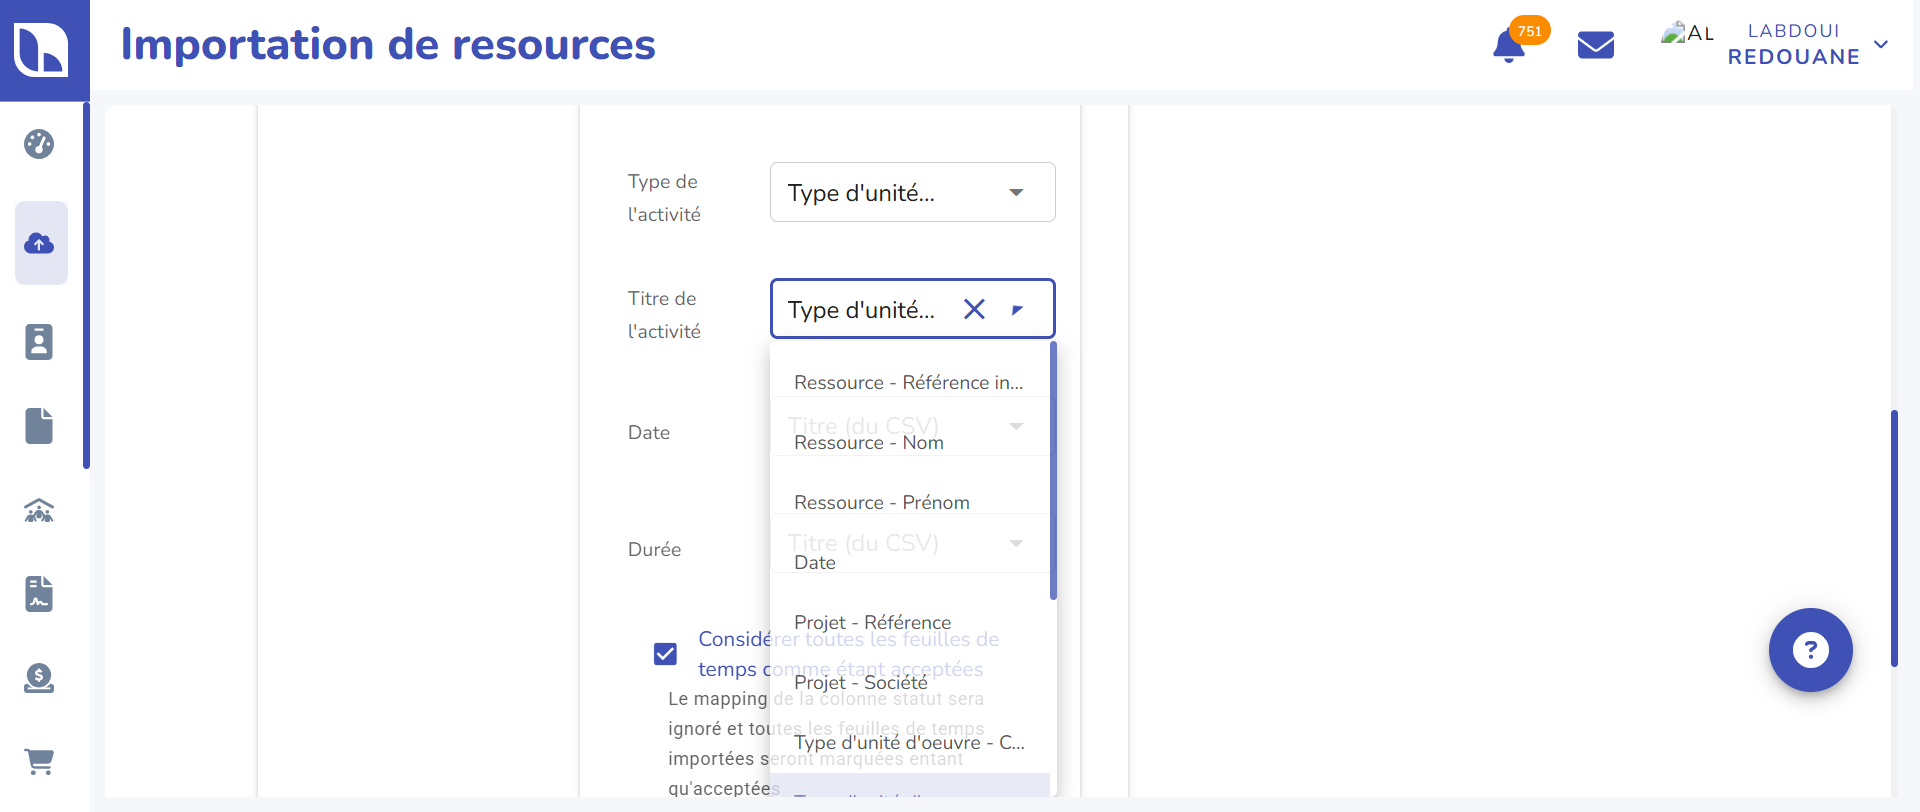 Importation de ressources
751
AL
LABDOUI
REDOUANE
Type de
l'activité
Type d'unité...
Titre de
l'activité
Type d'unité...
Ressource - Référence in...
Date
Titre (du CSV)
Ressource - Nom
Ressource - Prénom
Durée
Titre (du CSV)
Date
Projet - Référence
Considérer toutes les feuilles de
temps comme étant acceptées
Projet - Société
Le mapping de la colonne statut sera
ignoré et toutes les feuilles de temps
Type d'unité d'oeuvre - C...
importées seront marquées entant
qu'acceptées
?